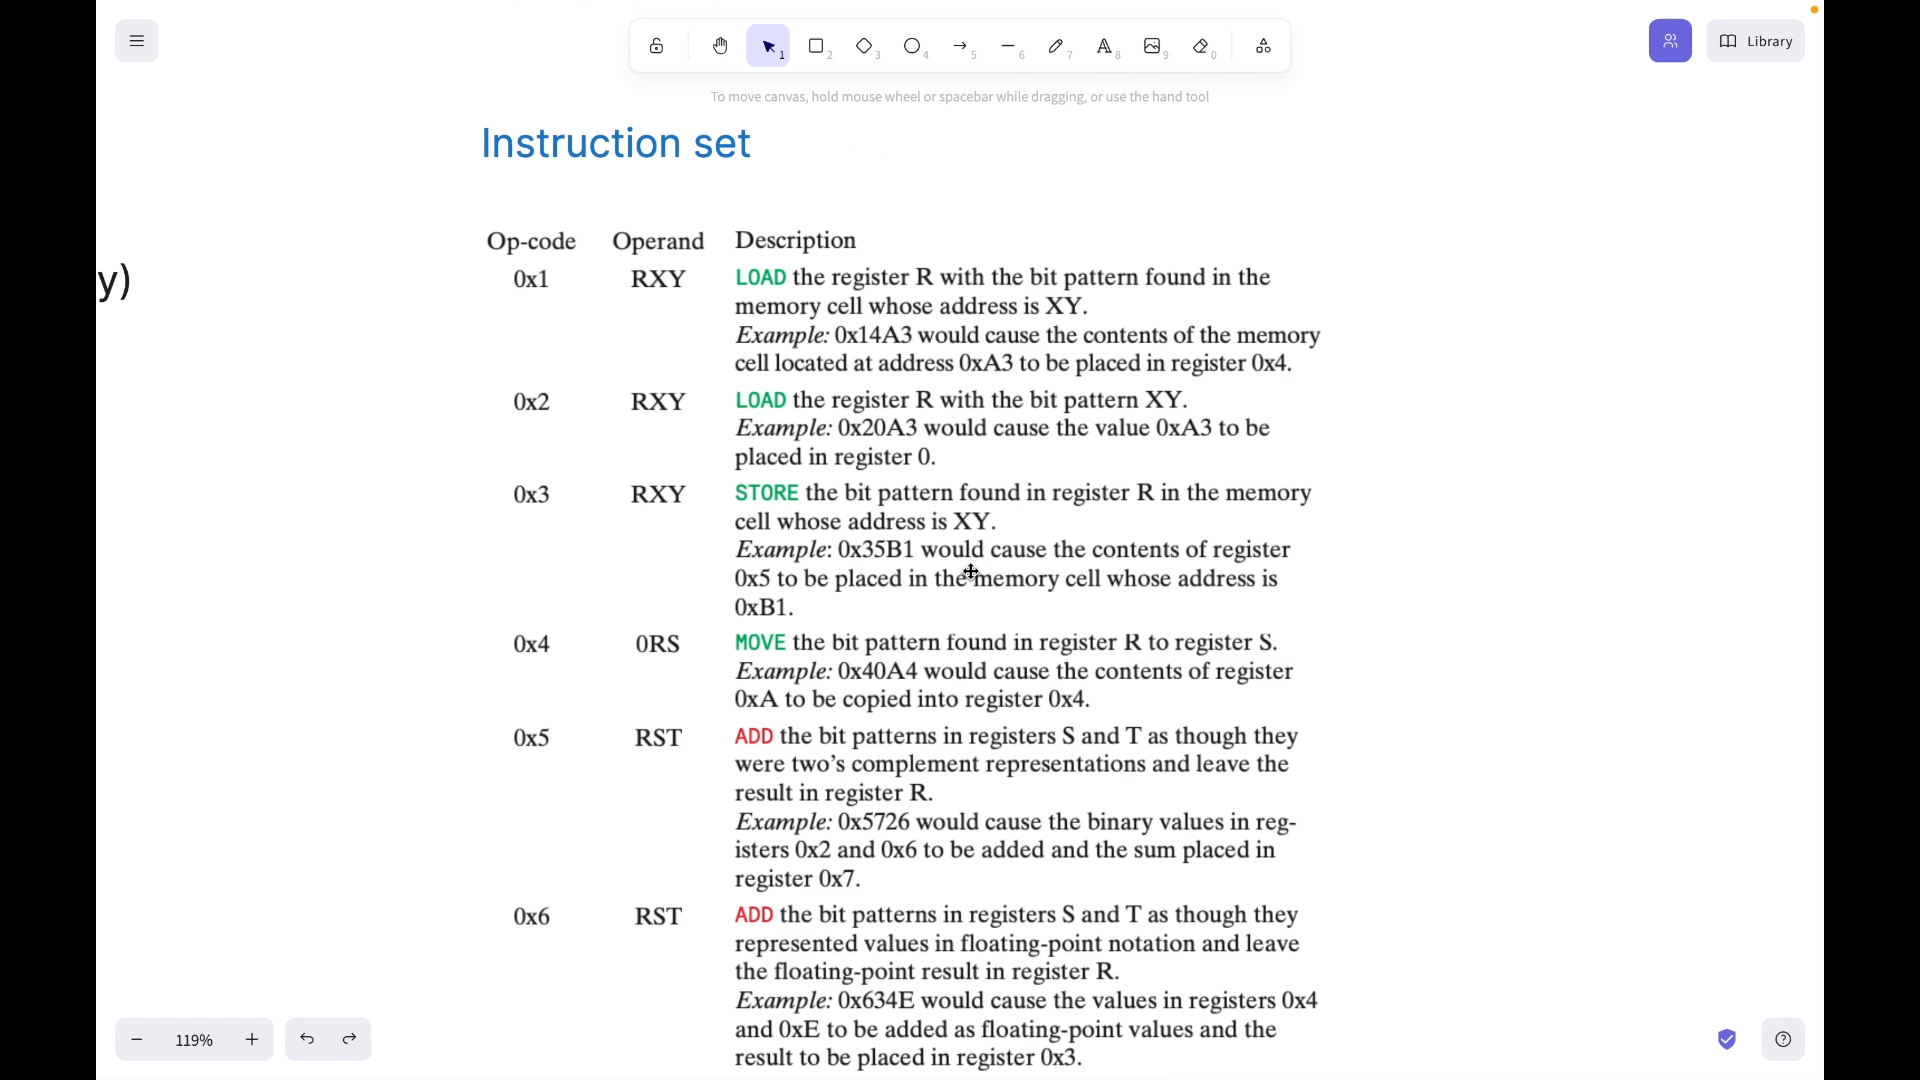 1
2
3
4
5
6
7
8
9
0
Library
To move canvas, hold mouse wheel or spacebar while dragging, or use the hand tool
Instruction set
y)
Op-code Operand Description
0x1 RXY LOAD the register R with the bit pattern found in the
memory cell whose address is XY.
Example: 0x14A3 would cause the contents of the memory
cell located at address 0xA3 to be placed in register 0x4.
0x2 RXY LOAD the register R with the bit pattern XY.
Example: 0x20A3 would cause the value 0xA3 to be
placed in register 0.
0x3 RXY STORE the bit pattern found in register R in the memory
cell whose address is XY.
Example: 0x35B1 would cause the contents of register
0x5 to be placed in the memory cell whose address is
0xB1.
0x4 0RS MOVE the bit pattern found in register R to register S.
Example: 0x40A4 would cause the contents of register
0xA to be copied into register 0x4.
0x5 RST ADD the bit patterns in registers S and T as though they
were two’s complement representations and leave the
result in register R.
Example: 0x5726 would cause the binary values in reg-
isters 0x2 and 0x6 to be added and the sum placed in
register 0x7.
0x6 RST ADD the bit patterns in registers S and T as though they
represented values in floating-point notation and leave
the floating-point result in register R.
Example: 0x634E would cause the values in registers 0x4
and 0xE to be added as floating-point values and the
result to be placed in register 0x3.
119%